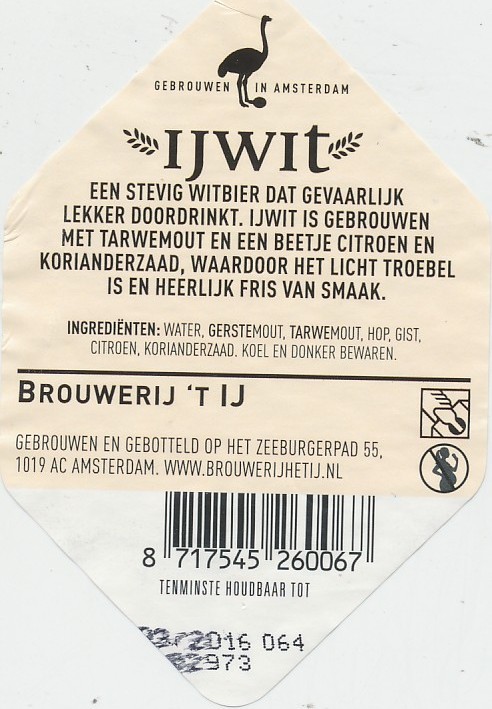 GEBROUWEN IN AMSTERDAM
IJWIT
EEN STEVIG WITBIER DAT GEVAARLIJK
LEKKER DOORDRINKT. IJWIT IS GEBROUWEN
MET TARWEMOUT EN EEN BEETJE CITROEN EN
KORIANDERZAAD, WAARDOOR HET LICHT TROEBEL
IS EN HEERLIJK FRIS VAN SMAAK.
INGREDIËNTEN: WATER, GERSTEMOUT, TARWEMOUT, HOP, GIST,
CITROEN, KORIANDERZAAD. KOEL EN DONKER BEWAREN.
BROUWERIJ 'T IJ
GEBROUWEN EN GEBOTTELD OP HET ZEEBURGERPAD 55,
1019 AC AMSTERDAM. WWW.BROUWERIJHETIJ.NL
8 717545 260067
TENMINSTE HOUDBAAR TOT
2016 064